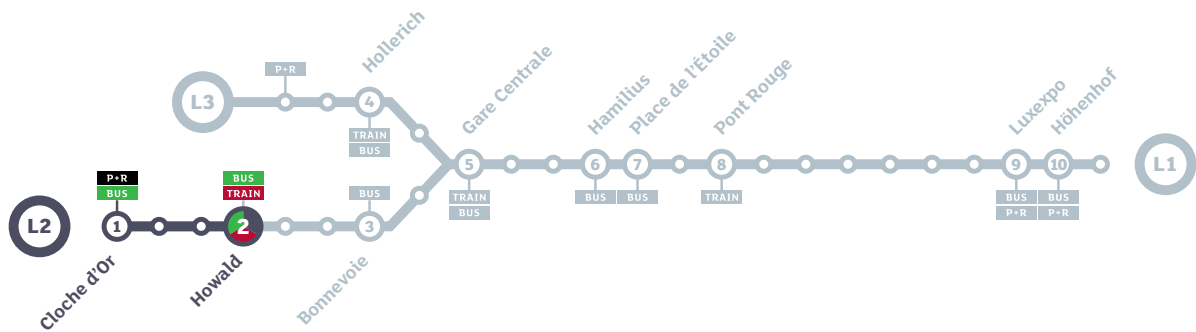 Hollerich
P+R
L3
4
TRAIN
BUS
Gare Centrale
Hamilius
Place de l'Étoile
Pont Rouge
Luxexpo
Höhenhof
5
6
7
8
9
10
L1
TRAIN
BUS
BUS
BUS
TRAIN
BUS
P+R
BUS
P+R
P+R
BUS
BUS
TRAIN
BUS
L2
1
2
3
Cloche d'Or
Howald
Bonnevoie